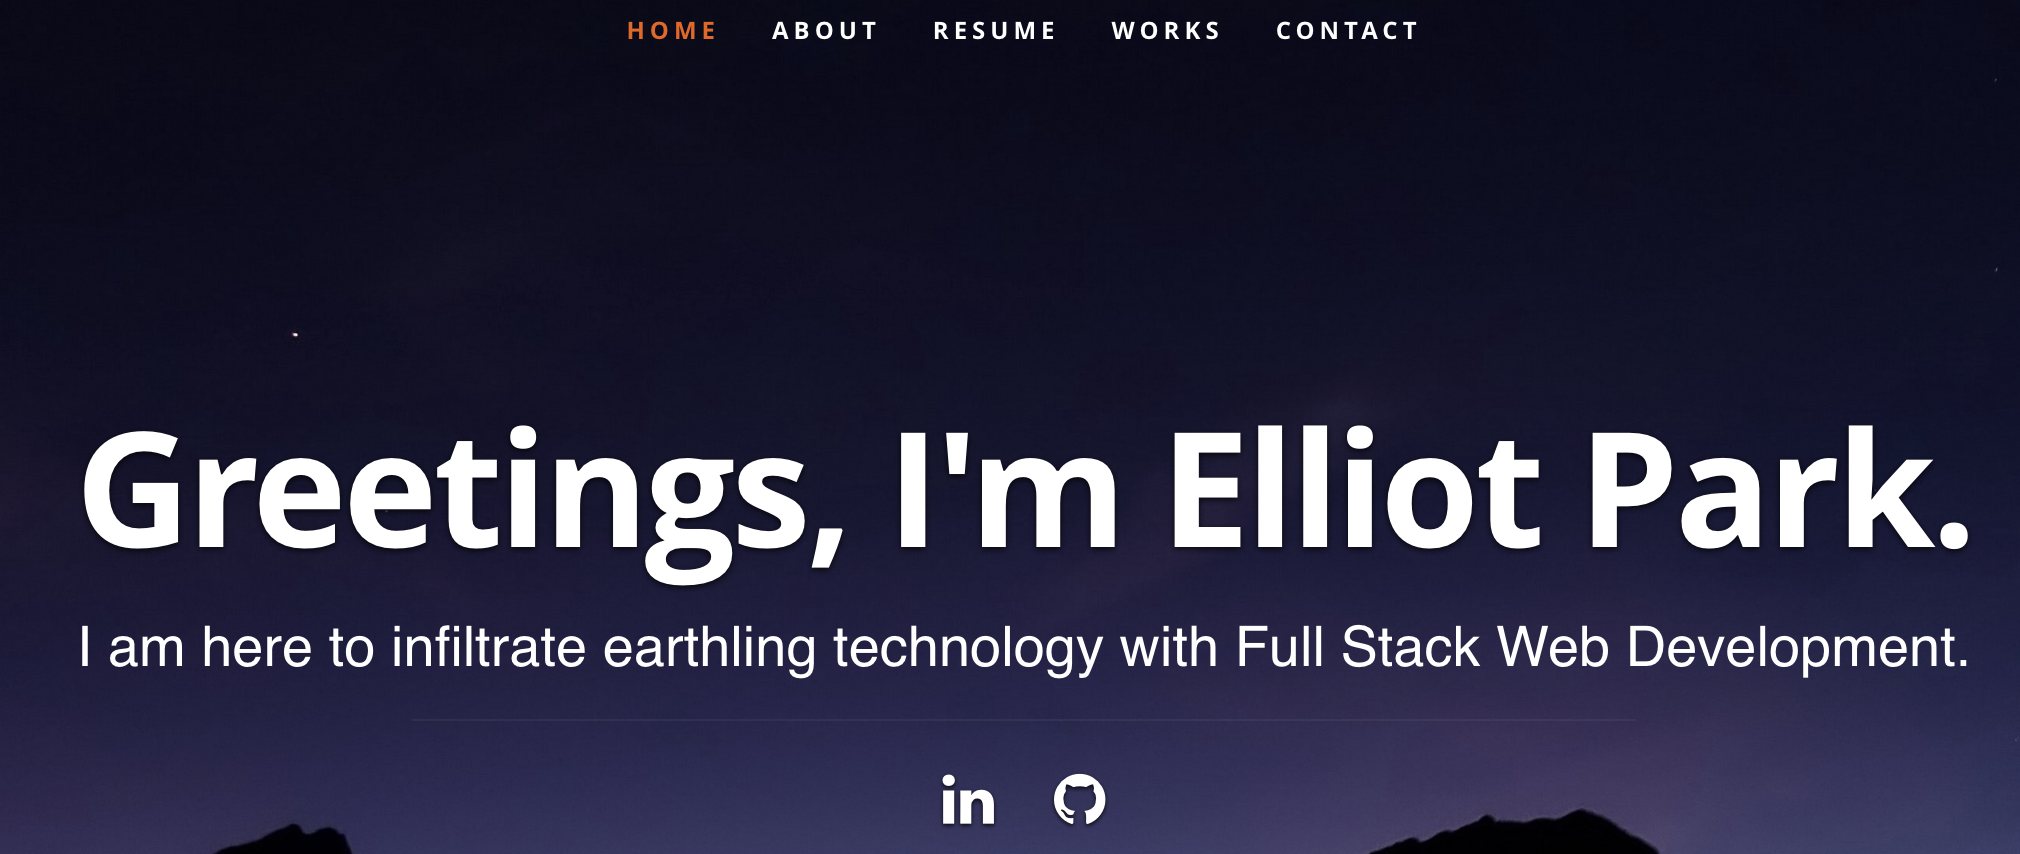 HOME ABOUT RESUME WORKS CONTACT
Greetings, I'm Elliot Park.
I am here to infiltrate earthling technology with Full Stack Web Development.
in